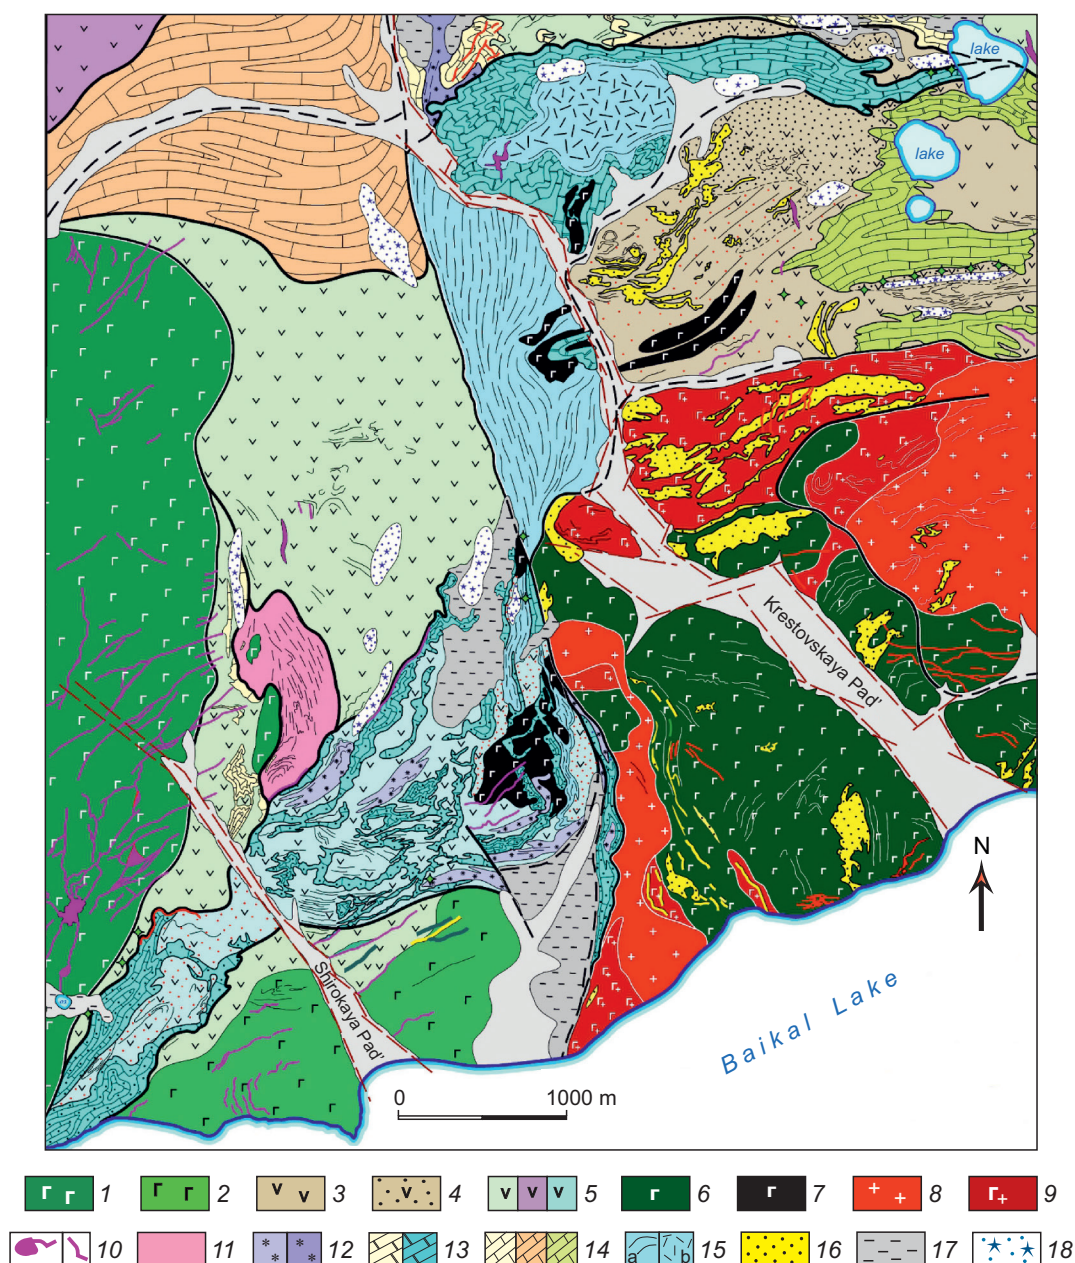 lake
lake
Krestovskaya Pad'
N
Shirokaya Pad'
Baikal Lake
0 1000 m
1 2 3 4 5 6 7 8 9
10 11 12 13 14 a b 15 16 17 18